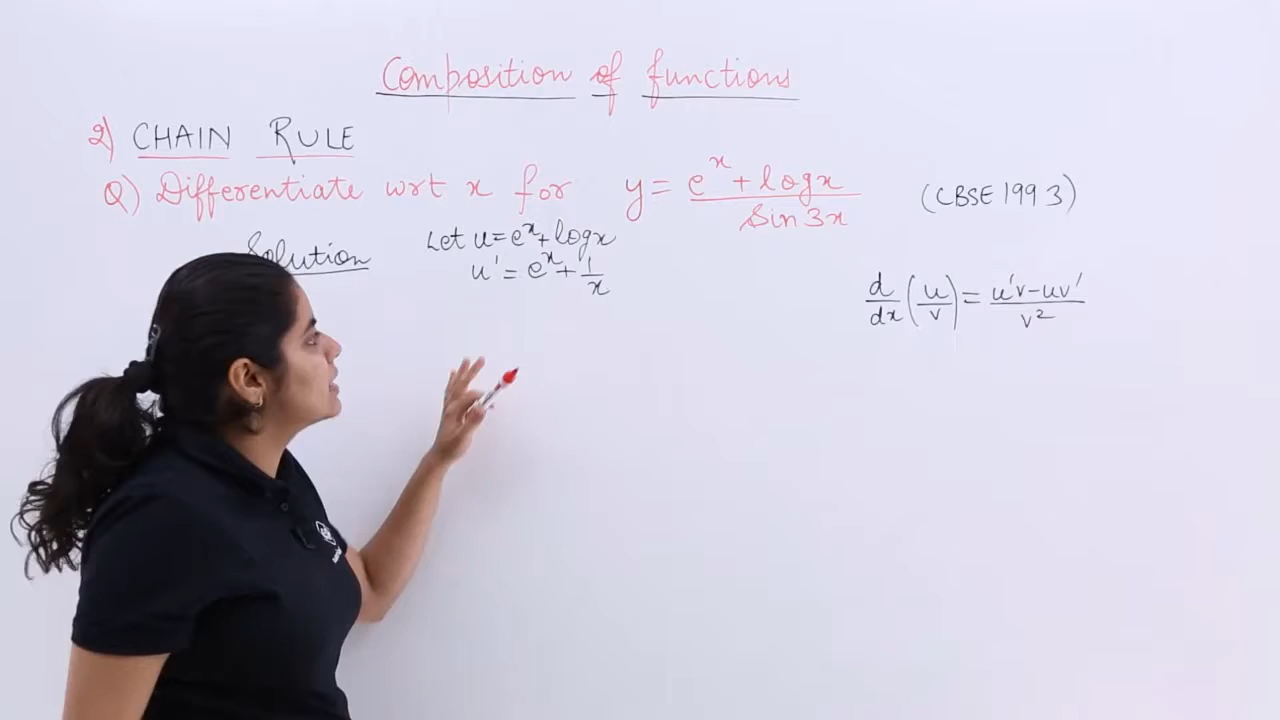 Composition of functions
2) CHAIN RULE
Q) Differentiate wrt x for y = (e^x + log x)/(sin 3x) (CBSE 1993)
Solution Let u = e^x + log x
u' = e^x + 1/x
d/dx (u/v) = (u'v - uv')/v²